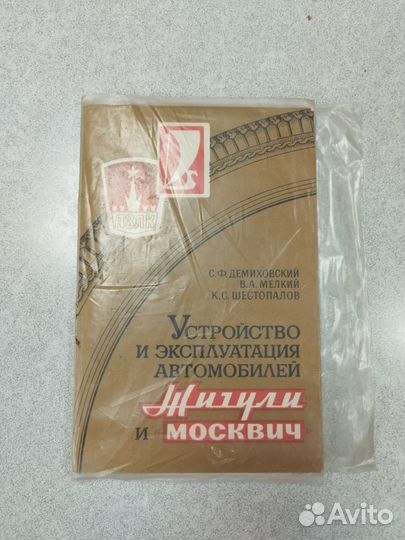 АЗЛК
С.Ф.ДЕМИХОВСКИЙ
В.А.МЕЛКИЙ
К.С.ШЕСТОПАЛОВ
УСТРОЙСТВО
И ЭКСПЛУАТАЦИЯ
АВТОМОБИЛЕЙ
Жигули
И МОСКВИЧ
Avito